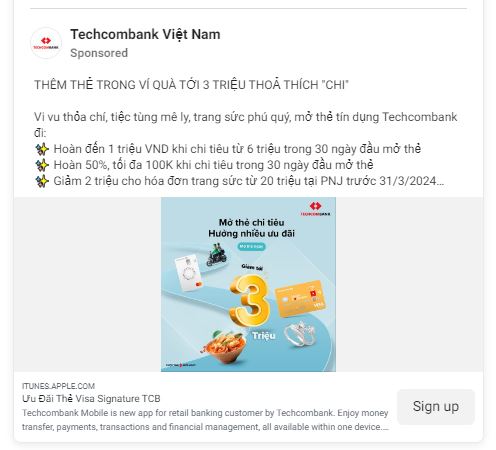 Techcombank Việt Nam
Sponsored
THÊM THẺ TRONG VÍ QUÀ TỚI 3 TRIỆU THOẢ THÍCH "CHI"
Vi vu thỏa chí, tiệc tùng mê ly, trang sức phú quý, mở thẻ tín dụng Techcombank
đi:
Hoàn đến 1 triệu VND khi chi tiêu từ 6 triệu trong 30 ngày đầu mở thẻ
Hoàn 50%, tối đa 100K khi chi tiêu trong 30 ngày đầu mở thẻ
Giảm 2 triệu cho hóa đơn trang sức từ 20 triệu tại PNJ trước 31/3/2024...
TECHCOMBANK
Mở thẻ chi tiêu
Hưởng nhiều ưu đãi
Mở thẻ ngay
Giảm tới
3
Triệu
VISA
ITUNES.APPLE.COM
Ưu Đãi Thẻ Visa Signature TCB
Techcombank Mobile is new app for retail banking customer by Techcombank. Enjoy money
transfer, payments, transactions and financial management, all available within one device....
Sign up